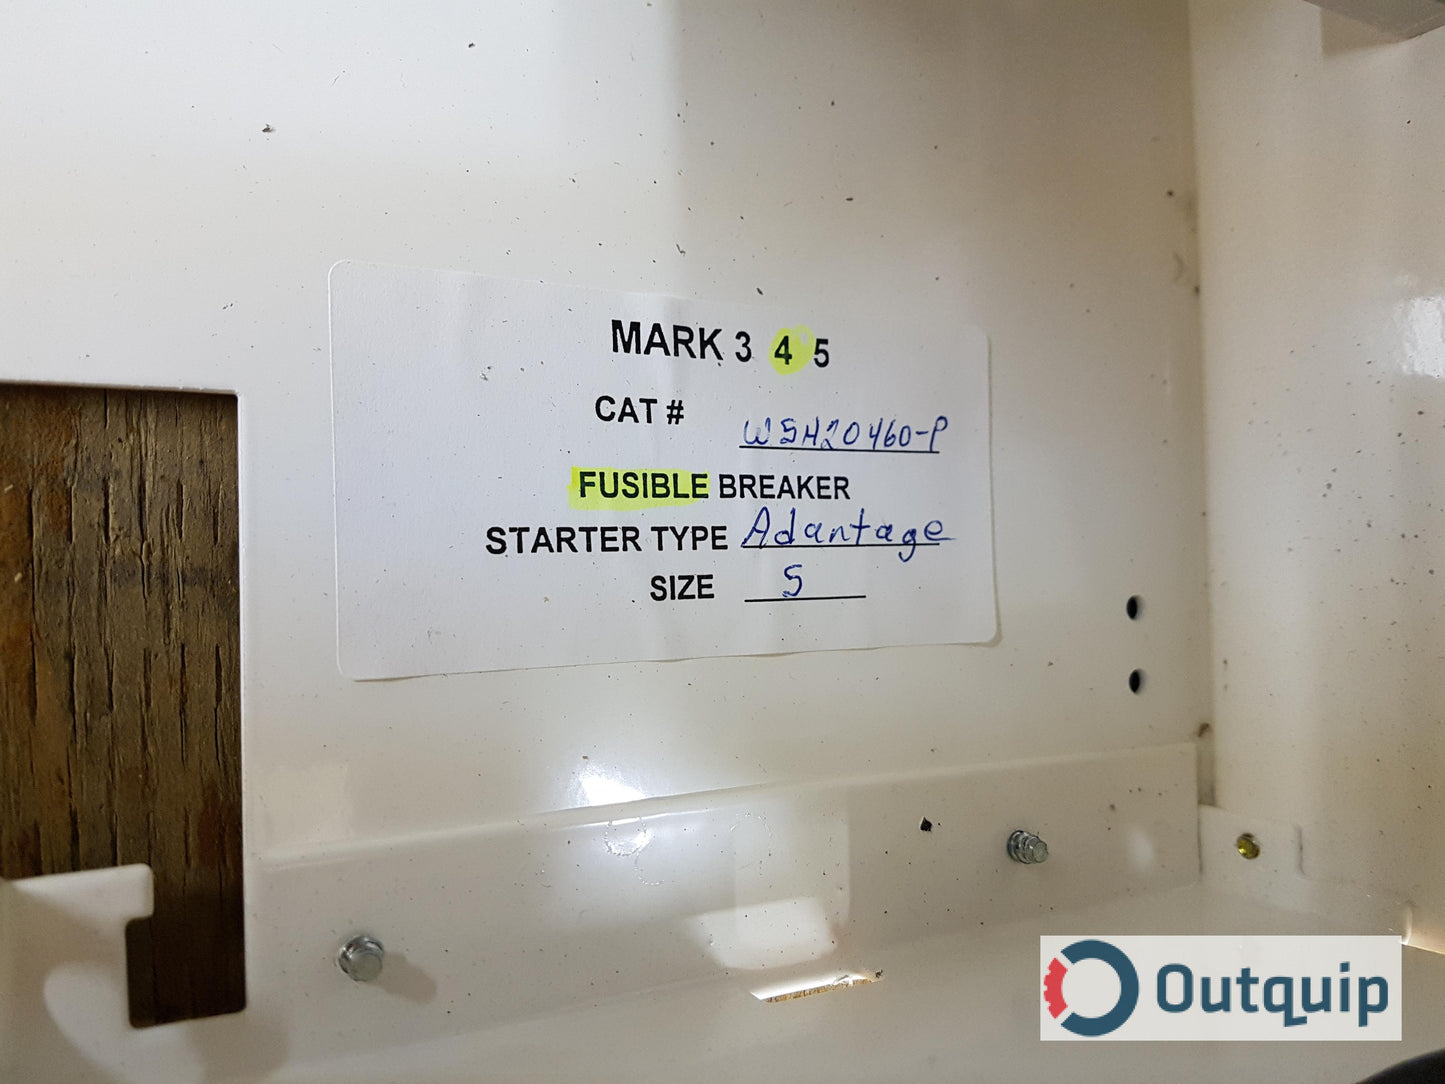 MARK 3 4 5
CAT # WSH20460-P
FUSIBLE BREAKER
STARTER TYPE Adantage
SIZE 5
Outquip